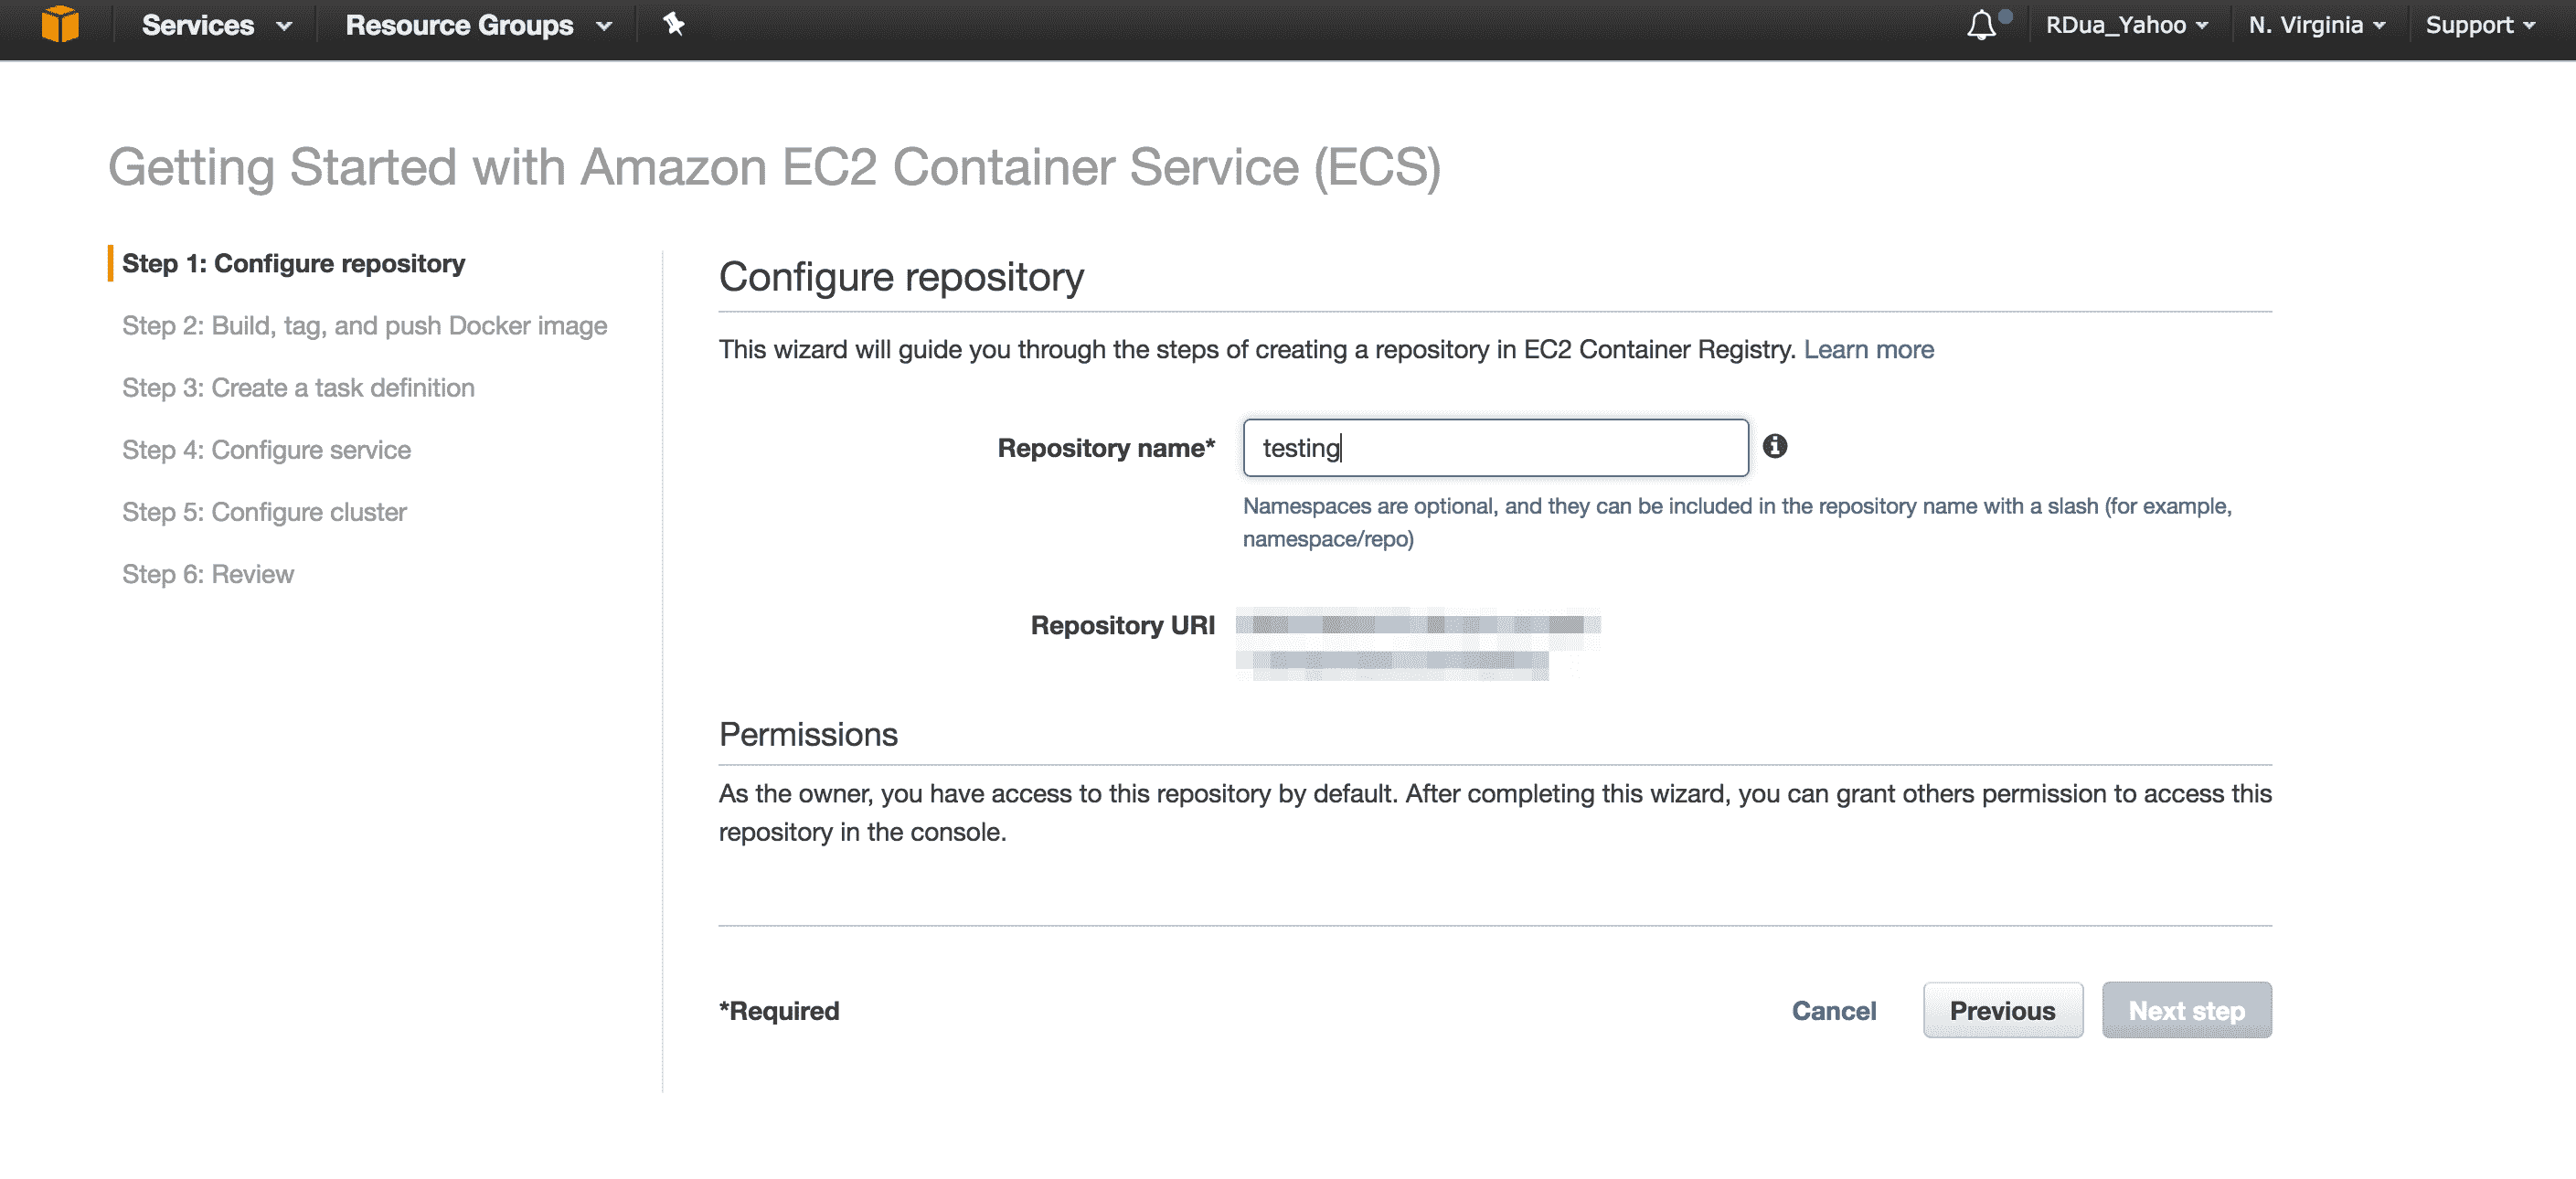 Services
Resource Groups
RDua_Yahoo
N. Virginia
Support
Getting Started with Amazon EC2 Container Service (ECS)
Step 1: Configure repository
Step 2: Build, tag, and push Docker image
Step 3: Create a task definition
Step 4: Configure service
Step 5: Configure cluster
Step 6: Review
Configure repository
This wizard will guide you through the steps of creating a repository in EC2 Container Registry. Learn more
Repository name*
testing
Namespaces are optional, and they can be included in the repository name with a slash (for example,
namespace/repo)
Repository URI
Permissions
As the owner, you have access to this repository by default. After completing this wizard, you can grant others permission to access this
repository in the console.
*Required
Cancel
Previous
Next step